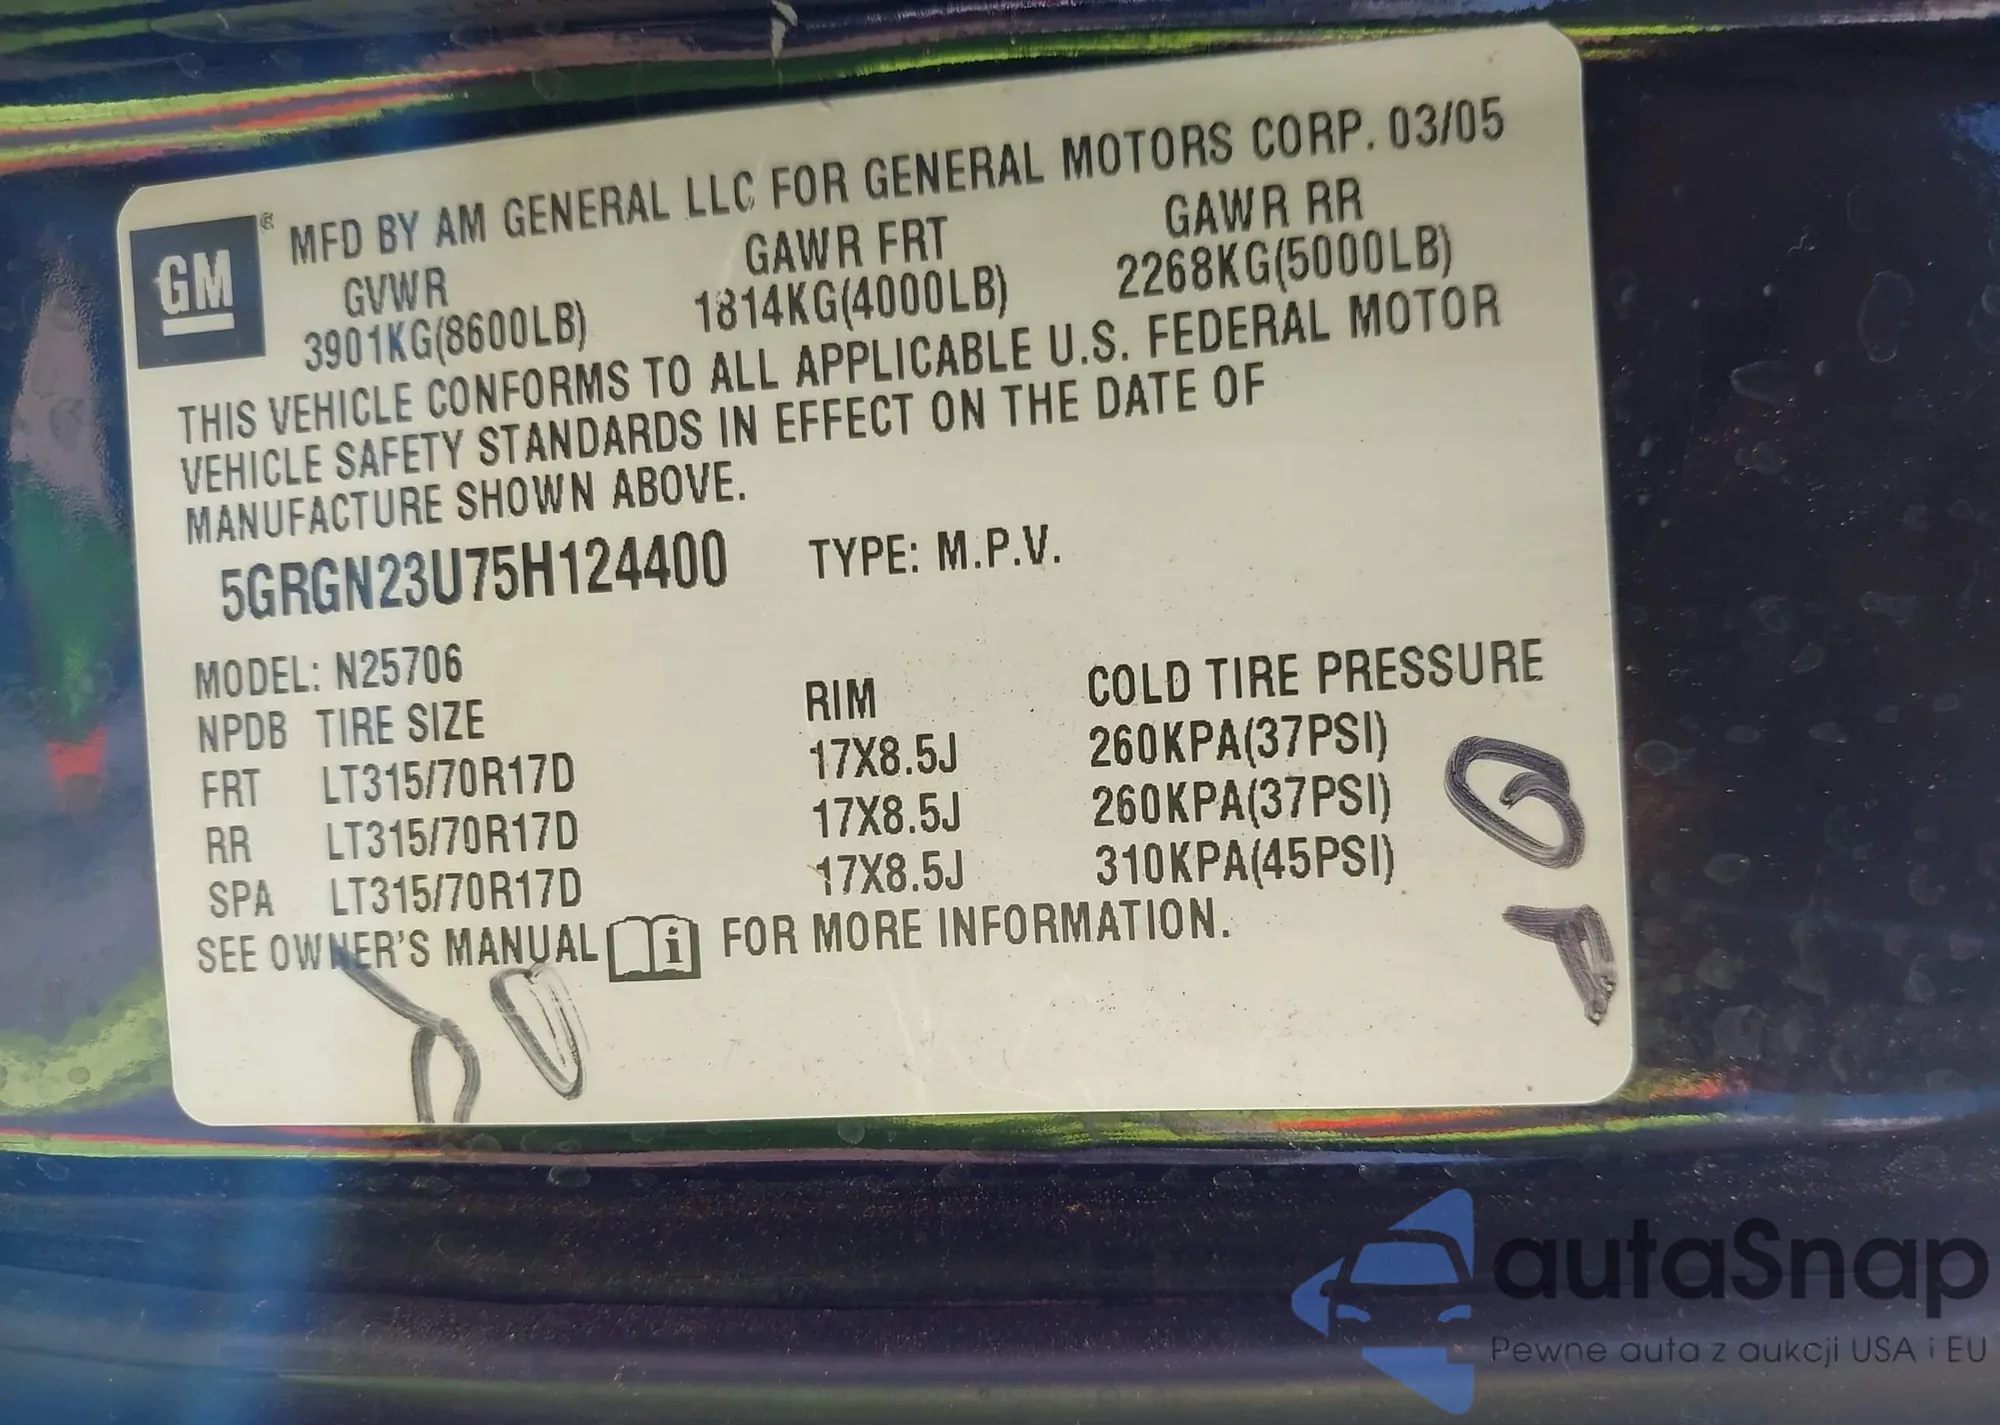 GM ® MFD BY AM GENERAL LLC FOR GENERAL MOTORS CORP. 03/05
GVWR GAWR FRT GAWR RR
3901KG(8600LB) 1814KG(4000LB) 2268KG(5000LB)
THIS VEHICLE CONFORMS TO ALL APPLICABLE U.S. FEDERAL MOTOR
VEHICLE SAFETY STANDARDS IN EFFECT ON THE DATE OF
MANUFACTURE SHOWN ABOVE.
5GRGN23U75H124400 TYPE: M.P.V.
MODEL: N25706
NPDB TIRE SIZE RIM COLD TIRE PRESSURE
FRT LT315/70R17D 17X8.5J 260KPA(37PSI)
RR LT315/70R17D 17X8.5J 260KPA(37PSI)
SPA LT315/70R17D 17X8.5J 310KPA(45PSI)
SEE OWNER'S MANUAL i FOR MORE INFORMATION.
autaSnap
Pewne auta z aukcji USA i EU